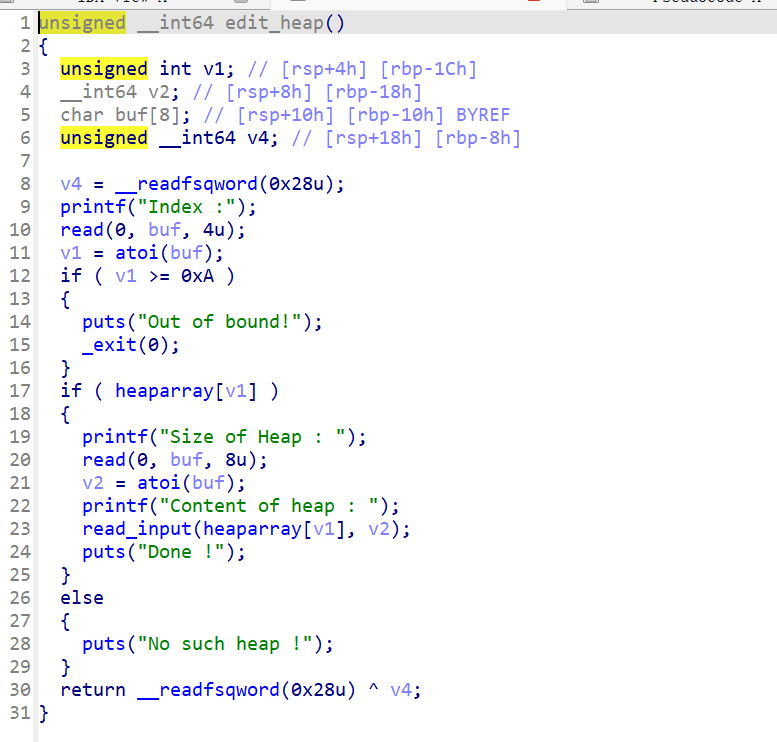 1 unsigned __int64 edit_heap()
2 {
3   unsigned int v1; // [rsp+4h] [rbp-1Ch]
4   __int64 v2; // [rsp+8h] [rbp-18h]
5   char buf[8]; // [rsp+10h] [rbp-10h] BYREF
6   unsigned __int64 v4; // [rsp+18h] [rbp-8h]
7
8   v4 = __readfsqword(0x28u);
9   printf("Index :");
10   read(0, buf, 4u);
11   v1 = atoi(buf);
12   if ( v1 >= 0xA )
13   {
14     puts("Out of bound!");
15     _exit(0);
16   }
17   if ( heaparray[v1] )
18   {
19     printf("Size of Heap : ");
20     read(0, buf, 8u);
21     v2 = atoi(buf);
22     printf("Content of heap : ");
23     read_input(heaparray[v1], v2);
24     puts("Done !");
25   }
26   else
27   {
28     puts("No such heap !");
29   }
30   return __readfsqword(0x28u) ^ v4;
31 }